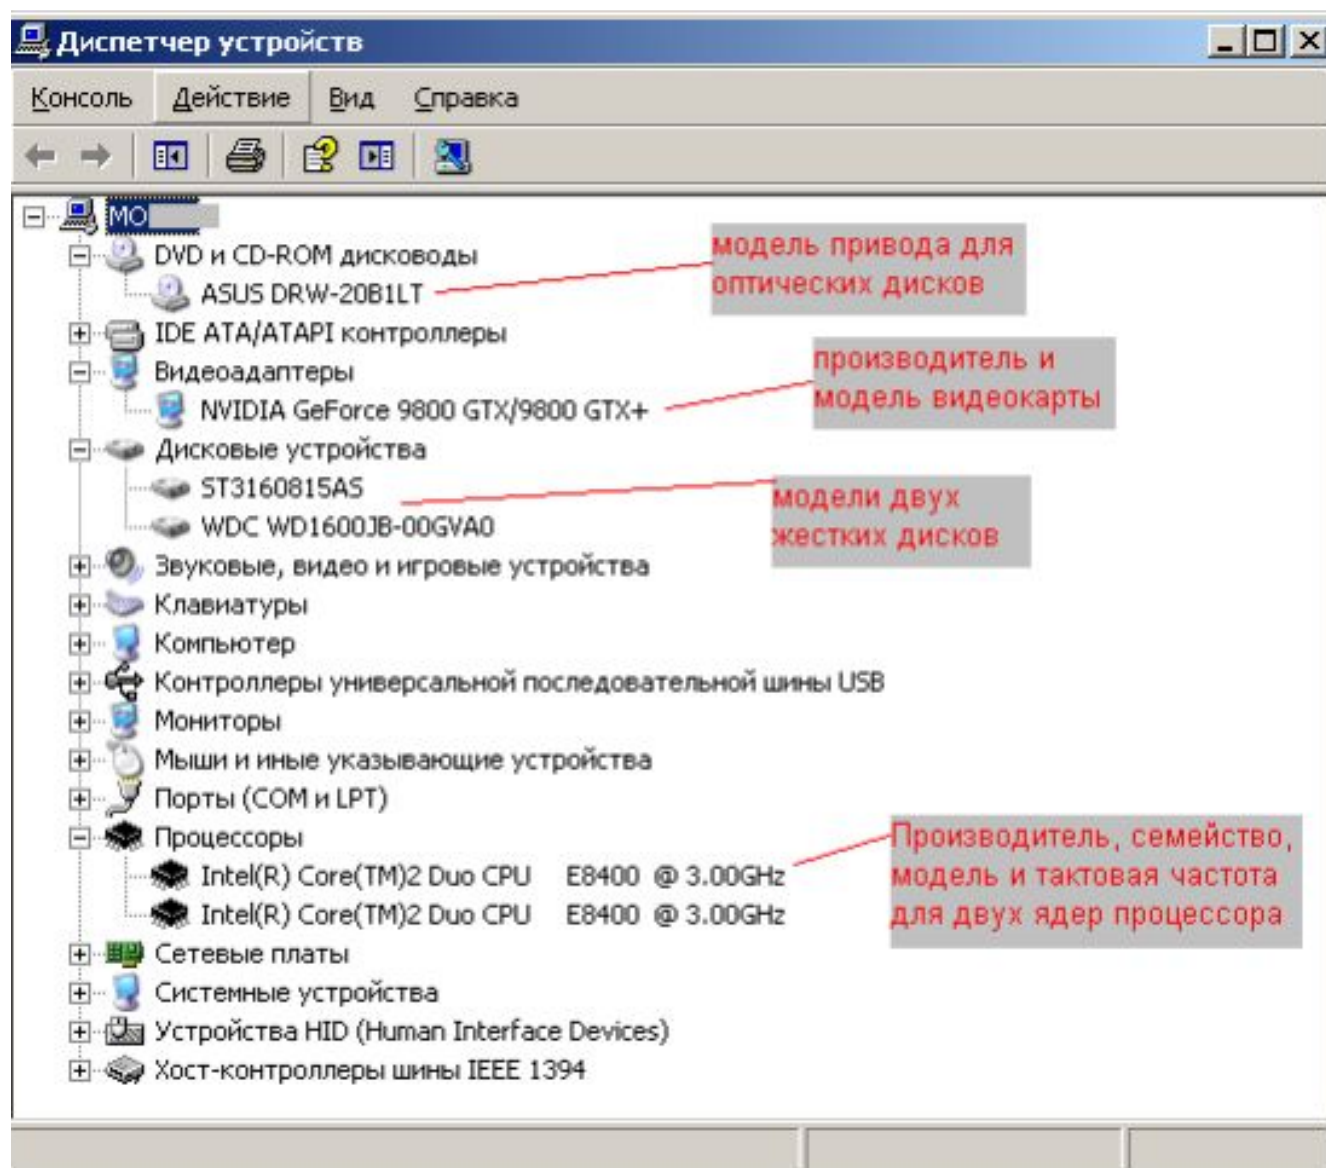 Диспетчер устройств
Консоль Действие Вид Справка
МО
DVD и CD-ROM дисководы
модель привода для
оптических дисков
ASUS DRW-20B1LT
IDE ATA/ATAPI контроллеры
Видеоадаптеры
производитель и
модель видеокарты
NVIDIA GeForce 9800 GTX/9800 GTX+
Дисковые устройства
ST3160815AS
WDC WD1600JB-00GVA0
модели двух
жестких дисков
Звуковые, видео и игровые устройства
Клавиатуры
Компьютер
Контроллеры универсальной последовательной шины USB
Мониторы
Мыши и иные указывающие устройства
Порты (COM и LPT)
Процессоры
Intel(R) Core(TM)2 Duo CPU E8400 @ 3.00GHz
Intel(R) Core(TM)2 Duo CPU E8400 @ 3.00GHz
Производитель, семейство,
модель и тактовая частота
для двух ядер процессора
Сетевые платы
Системные устройства
Устройства HID (Human Interface Devices)
Хост-контроллеры шины IEEE 1394